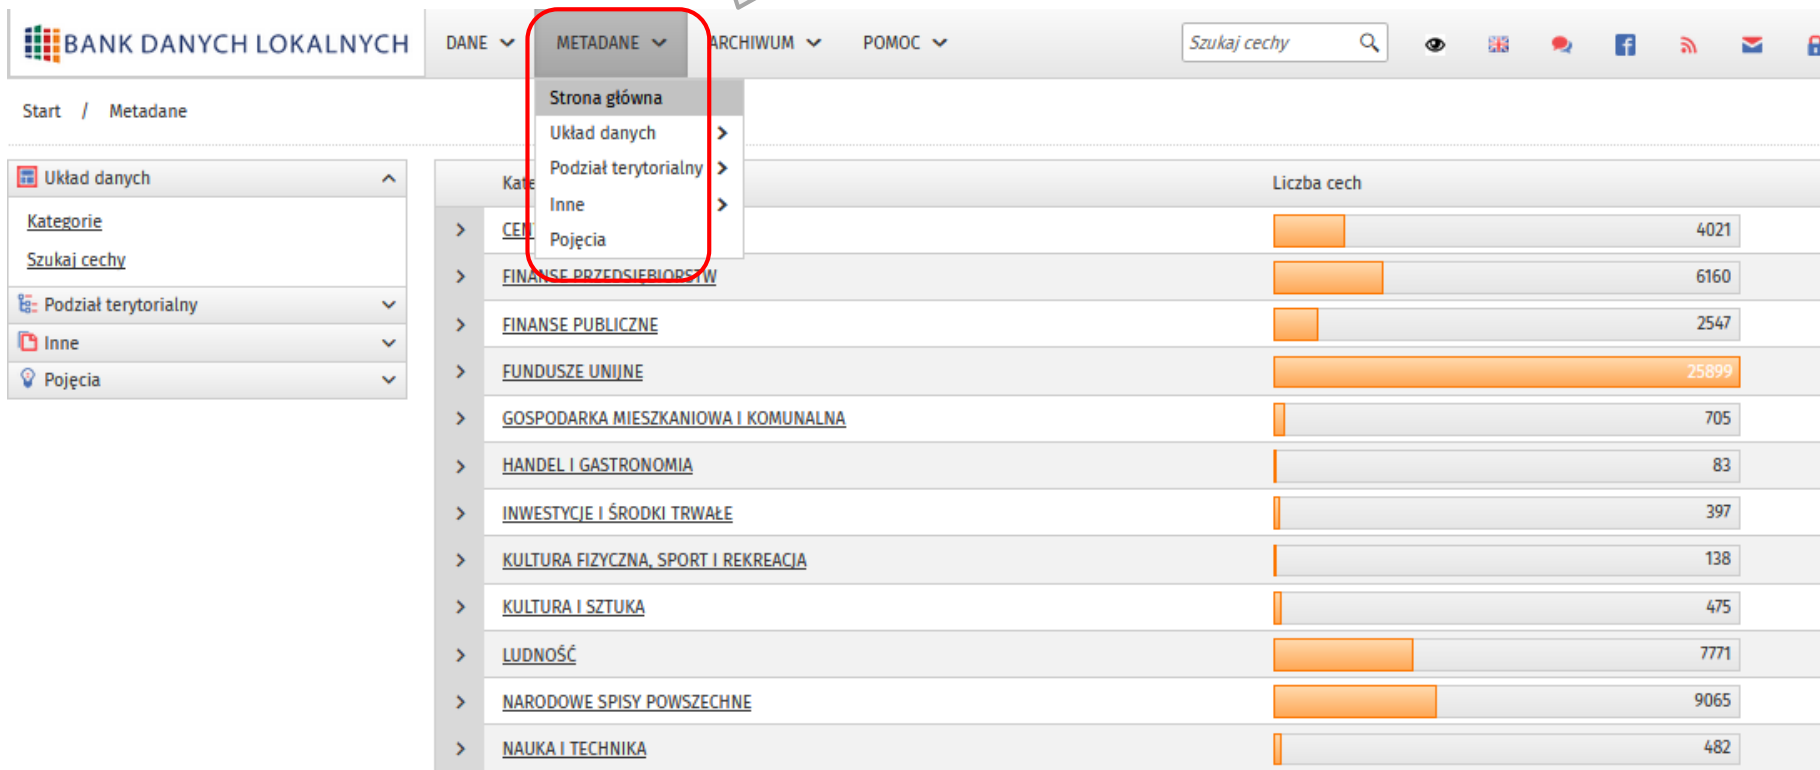 BANK DANYCH LOKALNYCH
DANE METADANE ARCHIWUM POMOC Szukaj cechy
Start / Metadane
Strona główna
Układ danych
Podział terytorialny
Inne
Pojęcia
Układ danych
Kategorie
Szukaj cechy
Podział terytorialny
Inne
Pojęcia
Liczba cech
4021
FINANSE PRZEDSIĘBIORSTW 6160
FINANSE PUBLICZNE 2547
FUNDUSZE UNIJNE 25899
GOSPODARKA MIESZKANIOWA I KOMUNALNA 705
HANDEL I GASTRONOMIA 83
INWESTYCJE I ŚRODKI TRWAŁE 397
KULTURA FIZYCZNA, SPORT I REKREACJA 138
KULTURA I SZTUKA 475
LUDNOŚĆ 7771
NARODOWE SPISY POWSZECHNE 9065
NAUKA I TECHNIKA 482